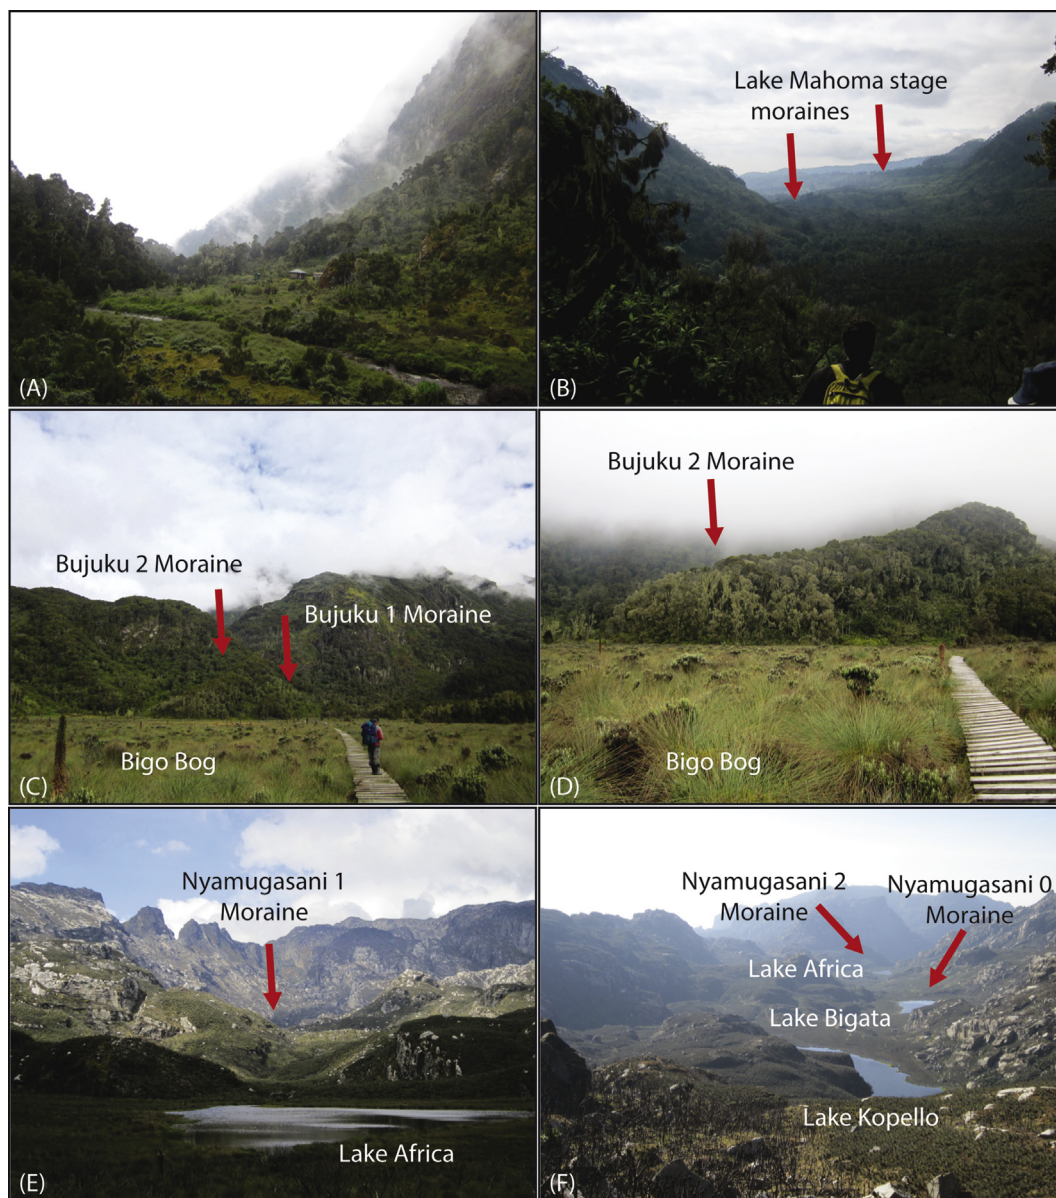 (A)
Lake Mahoma stage
moraines
(B)
Bujuku 2 Moraine
Bujuku 1 Moraine
Bigo Bog
(C)
Bujuku 2 Moraine
Bigo Bog
(D)
Nyamugasani 1
Moraine
Lake Africa
(E)
Nyamugasani 2
Moraine
Nyamugasani 0
Moraine
Lake Africa
Lake Bigata
Lake Kopello
(F)